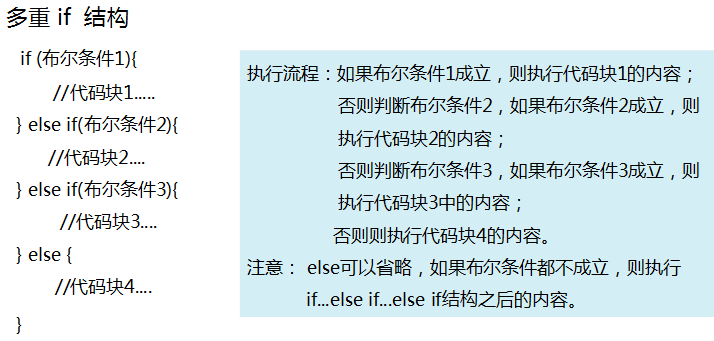 多重 if 结构
if (布尔条件1){
//代码块1.....
} else if(布尔条件2){
//代码块2....
} else if(布尔条件3){
//代码块3....
} else {
//代码块4....
}
执行流程：如果布尔条件1成立，则执行代码块1的内容；
否则判断布尔条件2，如果布尔条件2成立，则
执行代码块2的内容；
否则判断布尔条件3，如果布尔条件3成立，则
执行代码块3中的内容；
否则则执行代码块4的内容。
注意： else可以省略，如果布尔条件都不成立，则执行
if...else if...else if结构之后的内容。